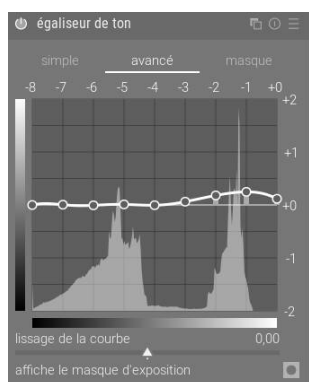 égaliseur de ton
simple avancé masque
-8 -7 -6 -5 -4 -3 -2 -1 +0
+2
+1
+0
-1
-2
lissage de la courbe 0,00
affiche le masque d'exposition